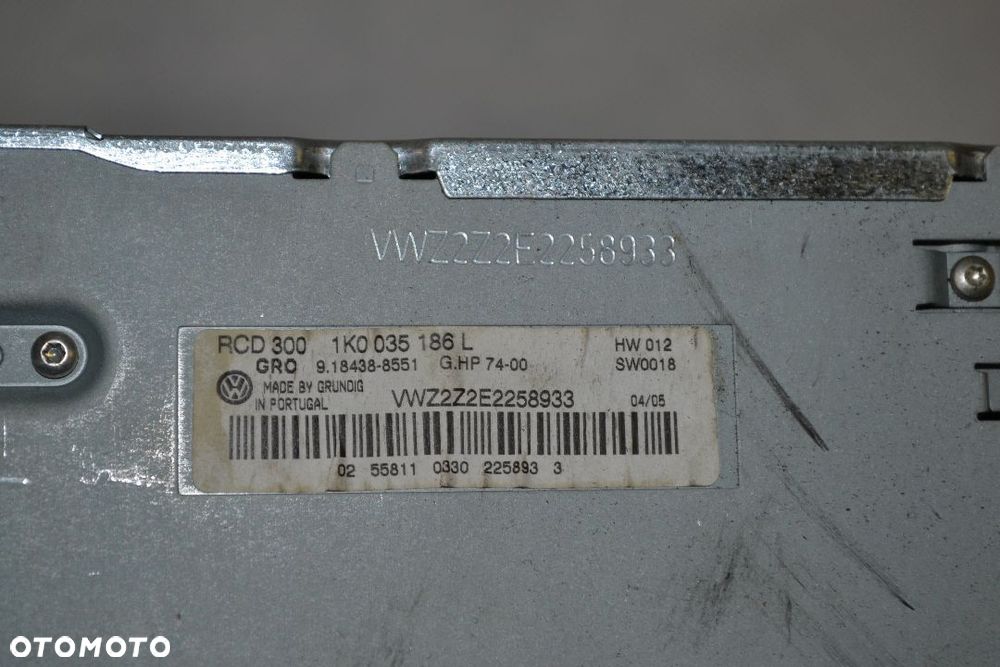 VWZ2Z2E2258933
RCD 300 1K0 035 186 L HW 012
GRO 9.18438-8551 G.HP 74-00 SW0018
MADE BY GRUNDIG
IN PORTUGAL VWZ2Z2E2258933 04/05
02 55811 0330 225893 3
OTOMOTO